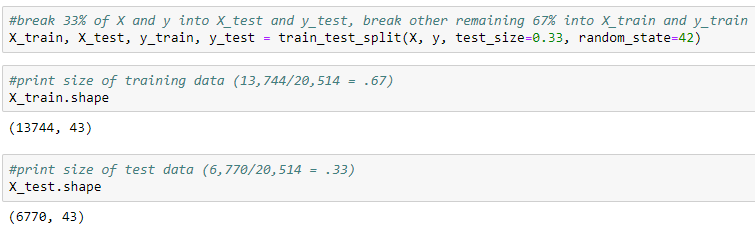 #break 33% of X and y into X_test and y_test, break other remaining 67% into X_train and y_train
X_train, X_test, y_train, y_test = train_test_split(X, y, test_size=0.33, random_state=42)
#print size of training data (13,744/20,514 = .67)
X_train.shape
(13744, 43)
#print size of test data (6,770/20,514 = .33)
X_test.shape
(6770, 43)